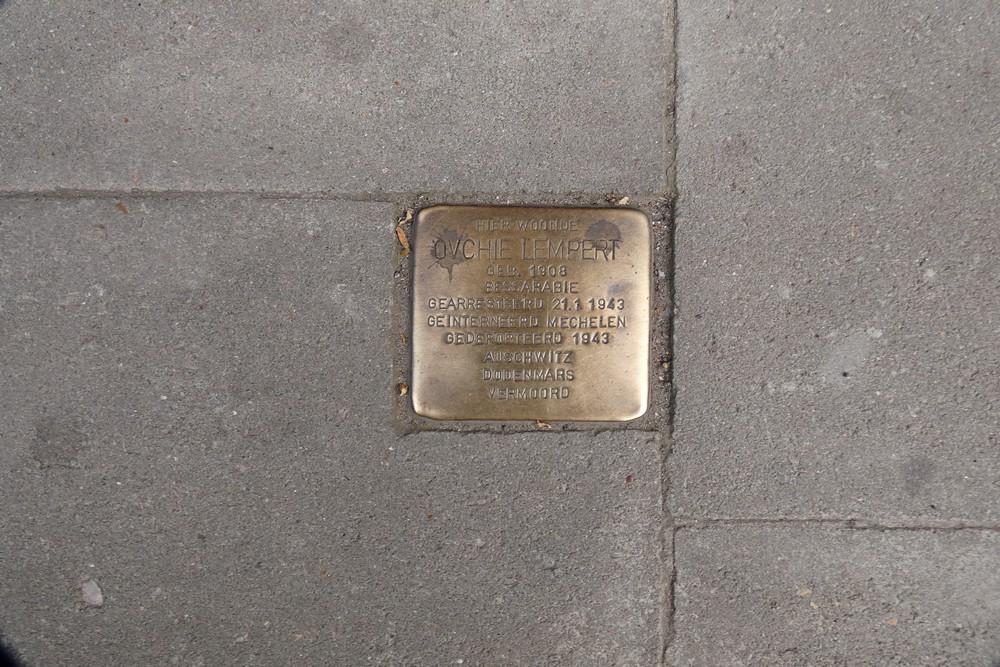 HIER WOONDE
OVCHIE LEMPERT
GEB. 1908
BESSARABIE
GEARRESTEERD 21.1.1943
GEINTERNEERD MECHELEN
GEDEPORTEERD 1943
AUSCHWITZ
DODENMARS
VERMOORD